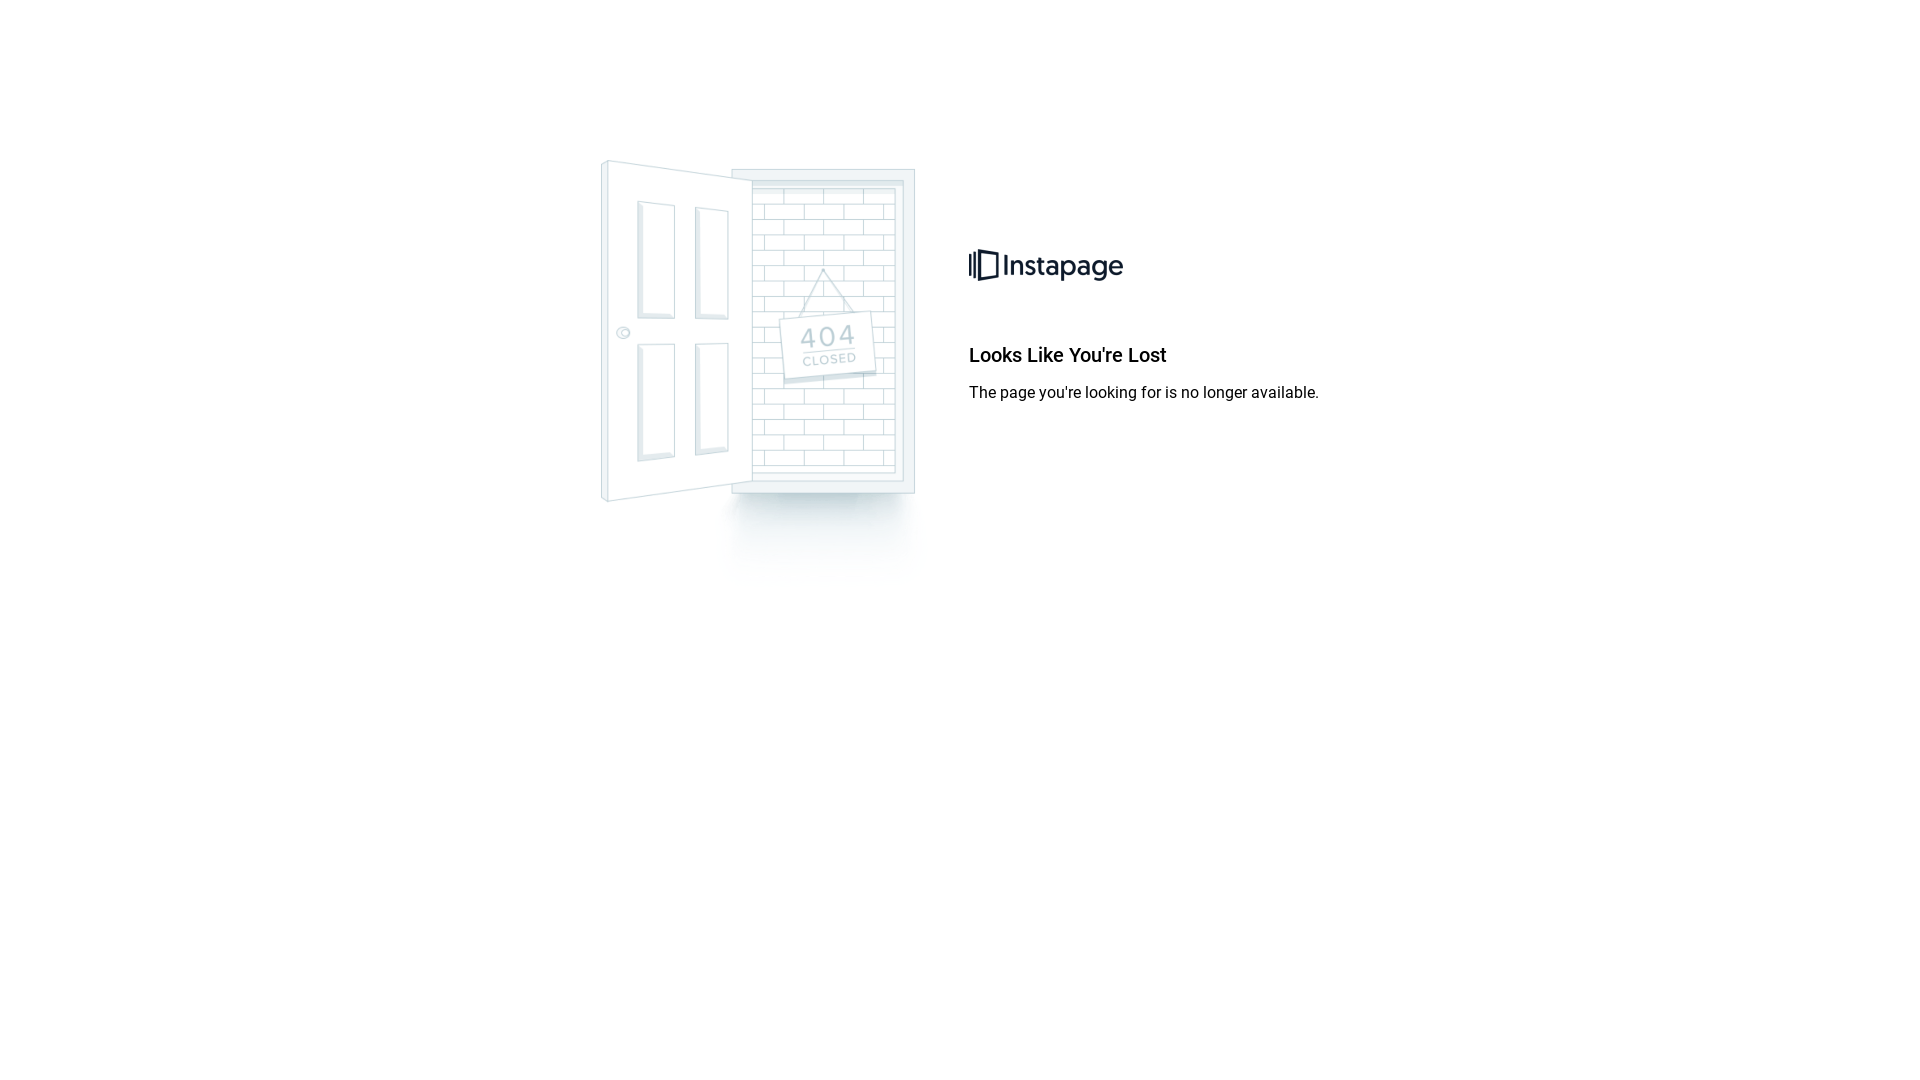 404
CLOSED
Instapage
Looks Like You're Lost
The page you're looking for is no longer available.